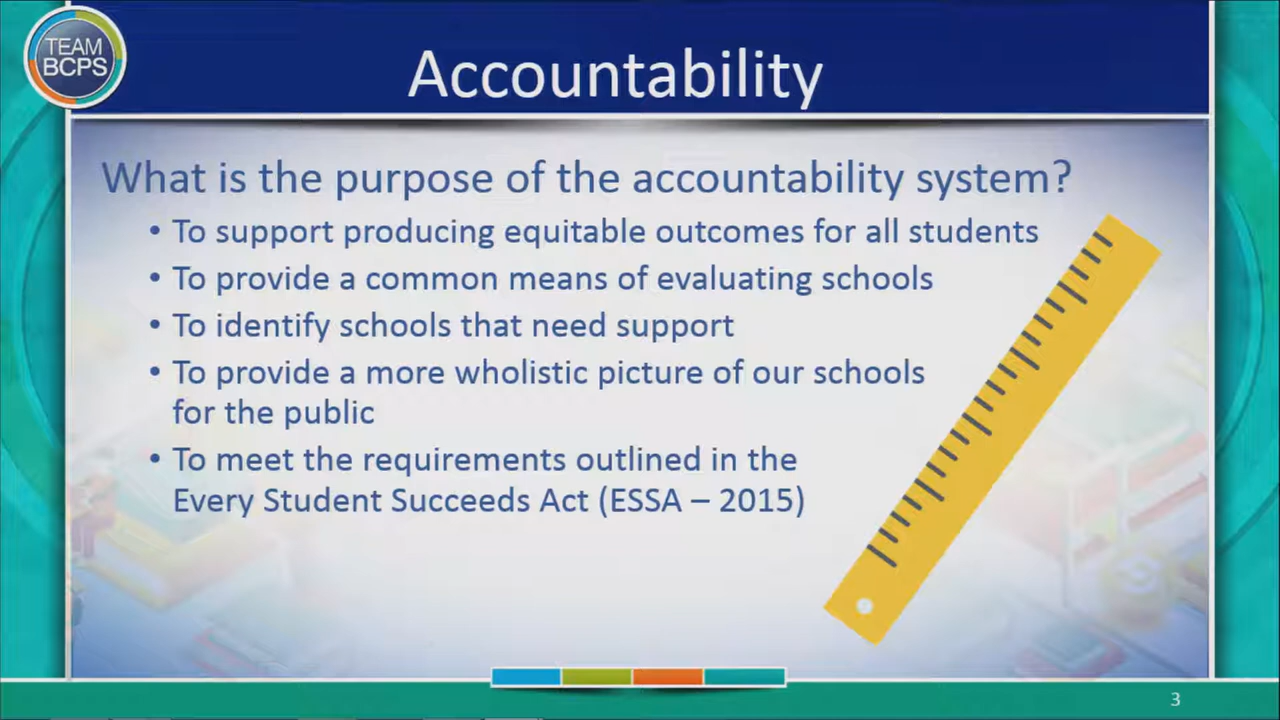 TEAM
BCPS
Accountability
What is the purpose of the accountability system?
• To support producing equitable outcomes for all students
• To provide a common means of evaluating schools
• To identify schools that need support
• To provide a more wholistic picture of our schools
for the public
• To meet the requirements outlined in the
Every Student Succeeds Act (ESSA – 2015)
3